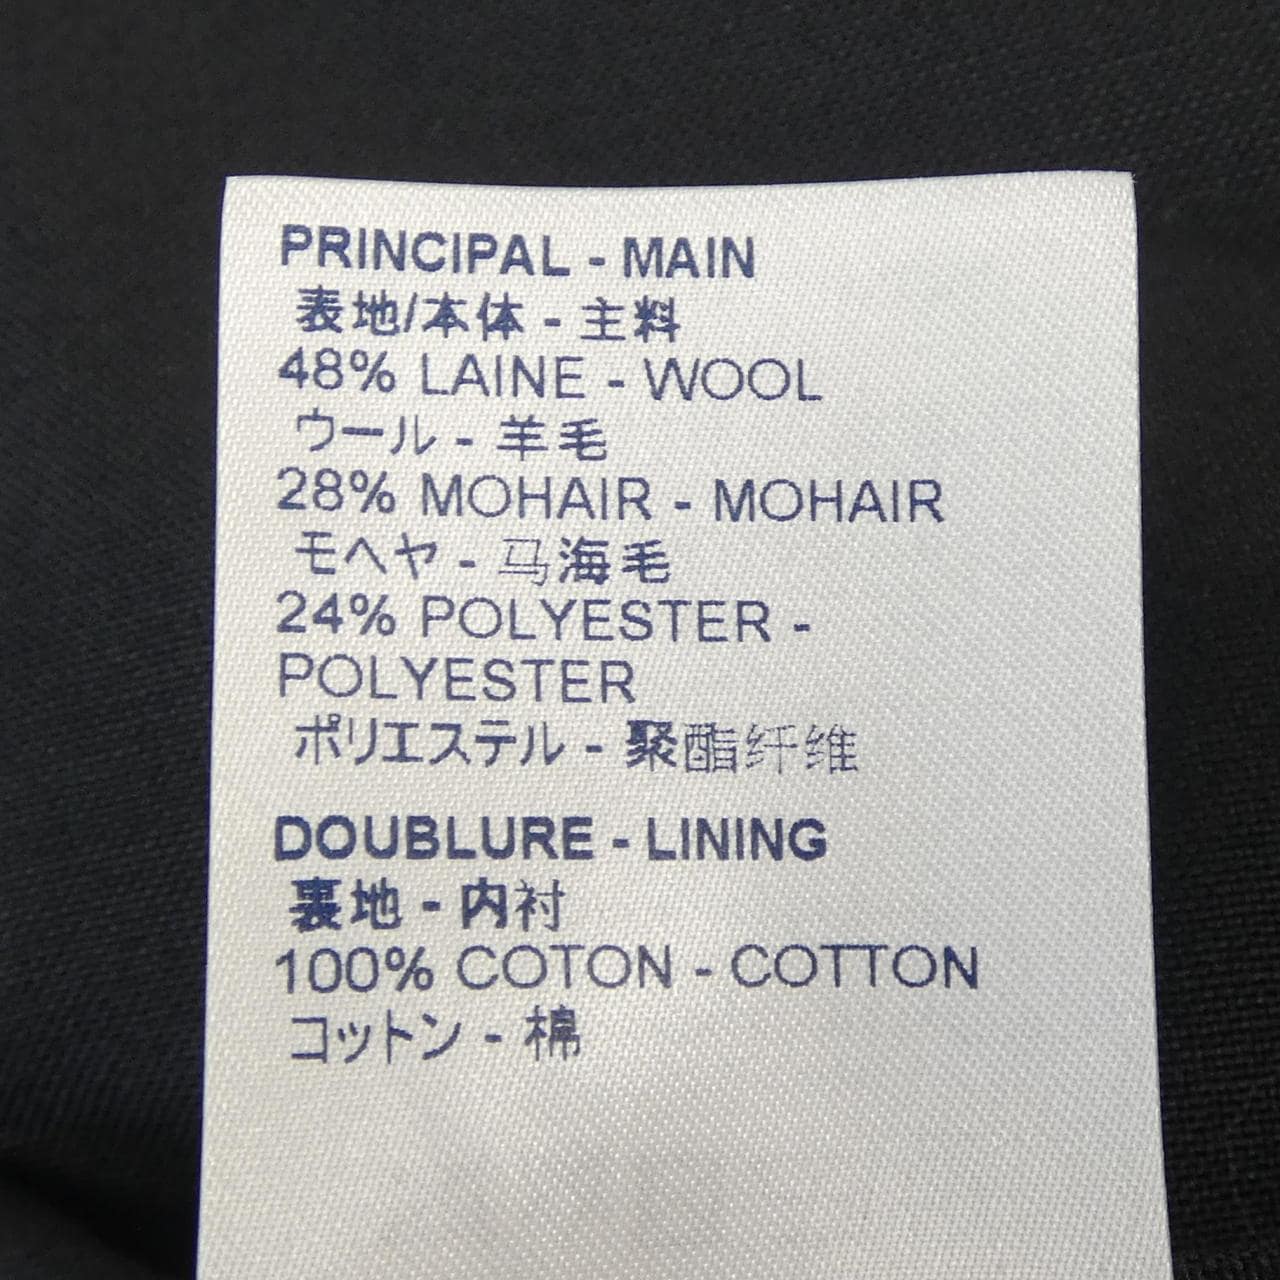 PRINCIPAL - MAIN
表地/本体 - 主料
48% LAINE - WOOL
ウール - 羊毛
28% MOHAIR - MOHAIR
モヘヤ - 马海毛
24% POLYESTER -
POLYESTER
ポリエステル - 聚酯纤维
DOUBLURE - LINING
裏地 - 内衬
100% COTON - COTTON
コットン - 棉